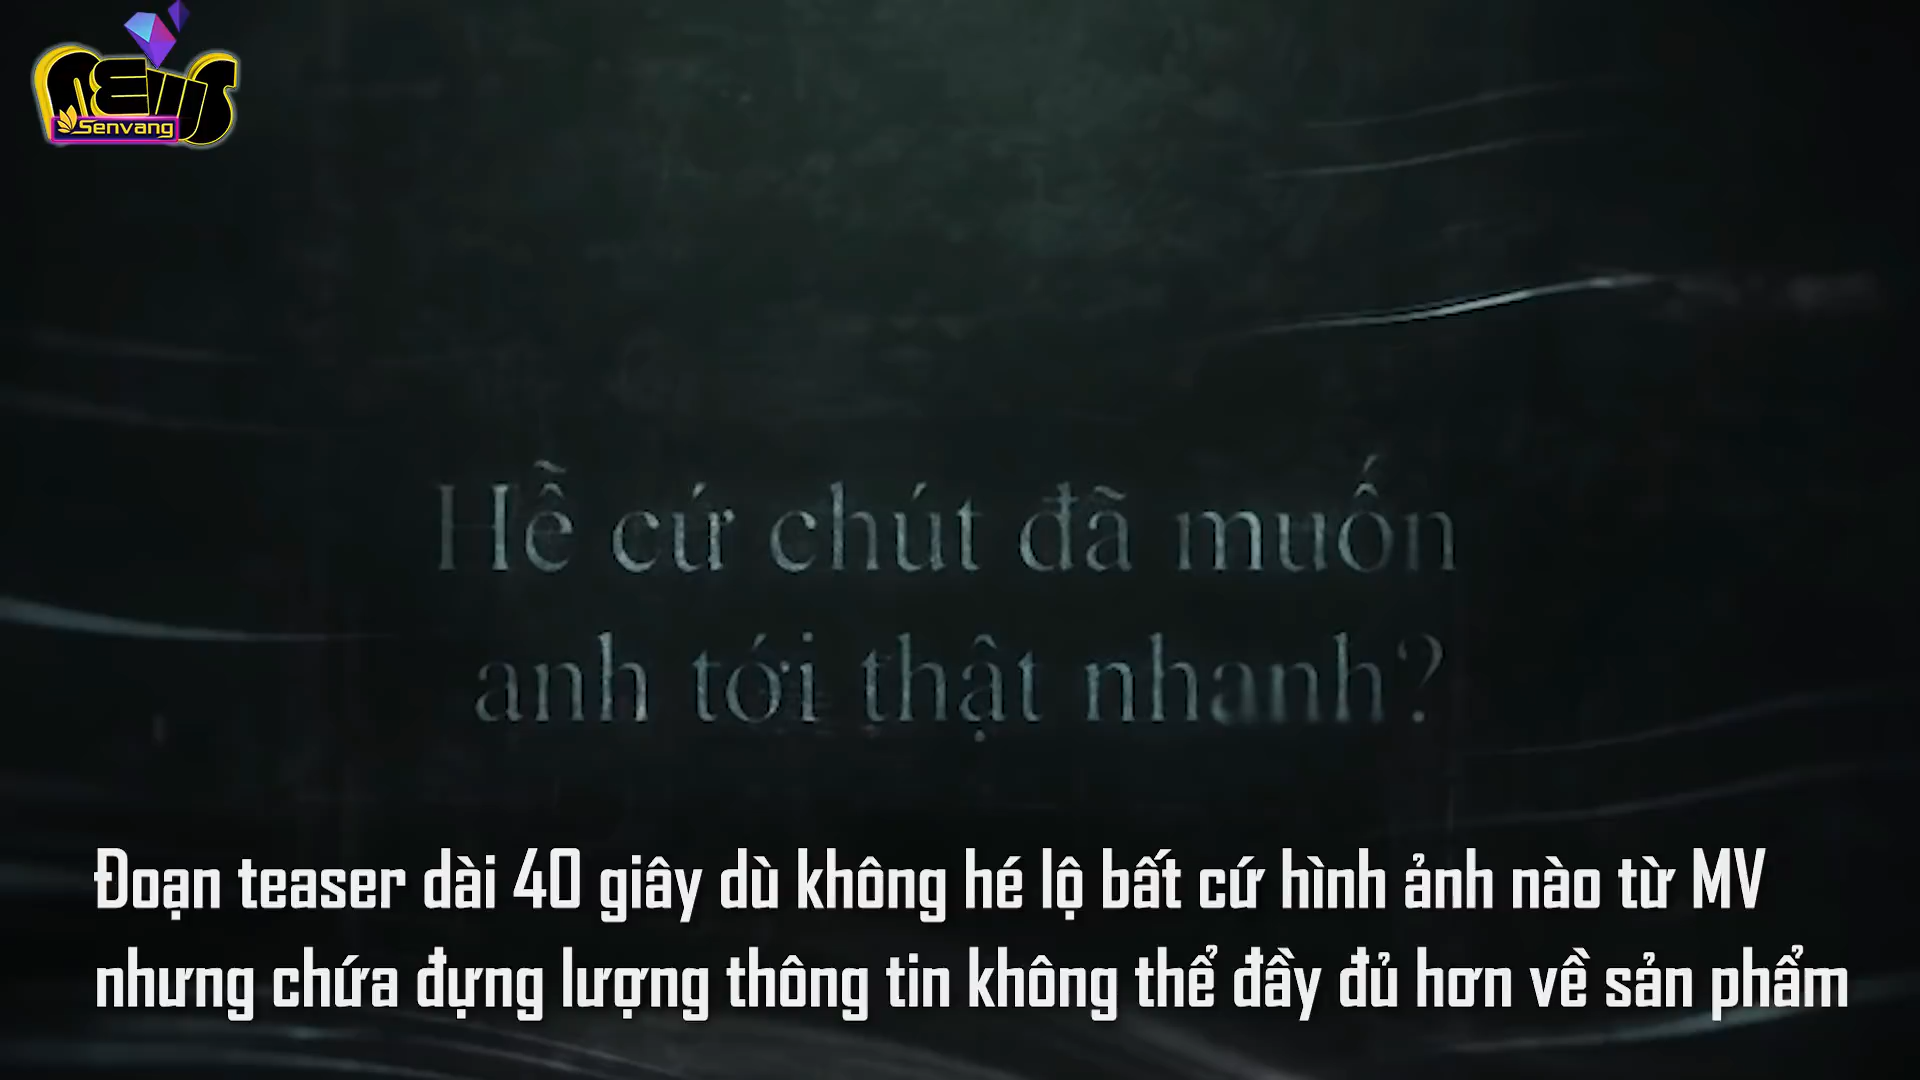 NEWS
Senvang
Hễ cứ chút đã muốn
anh tới thật nhanh?
Đoạn teaser dài 40 giây dù không hé lộ bất cứ hình ảnh nào từ MV
nhưng chứa đựng lượng thông tin không thể đầy đủ hơn về sản phẩm